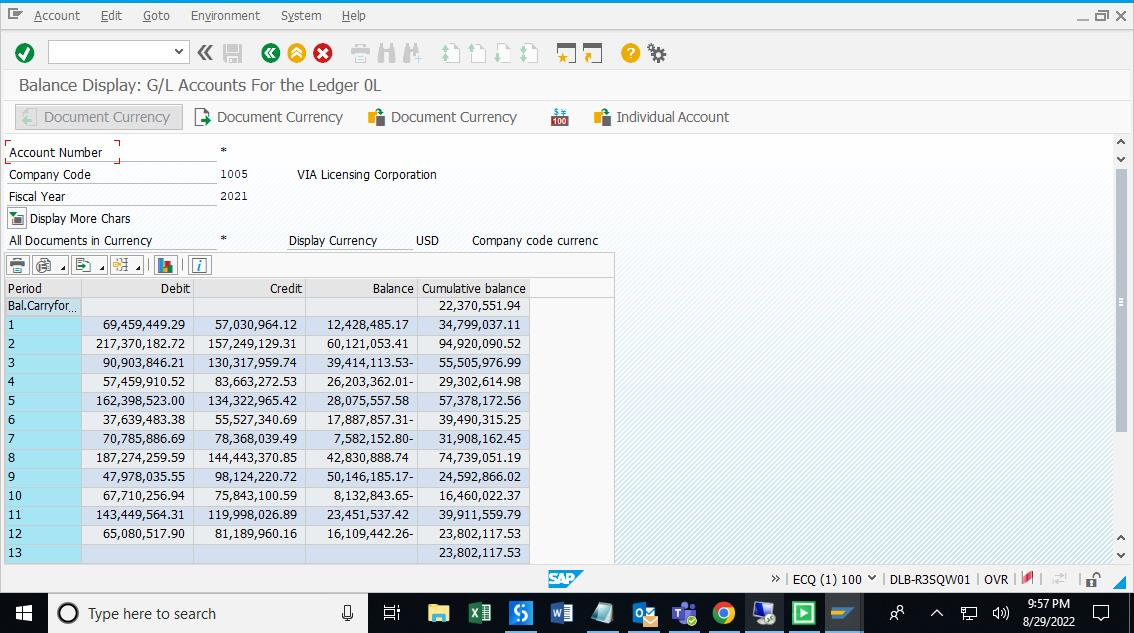 Account Edit Goto Environment System Help
Balance Display: G/L Accounts For the Ledger 0L
Document Currency Document Currency Document Currency Individual Account
Account Number *
Company Code 1005 VIA Licensing Corporation
Fiscal Year 2021
Display More Chars
All Documents in Currency * Display Currency USD Company code currenc
Period Debit Credit Balance Cumulative balance
Bal.Carryfor... 22,370,551.94
1 69,459,449.29 57,030,964.12 12,428,485.17 34,799,037.11
2 217,370,182.72 157,249,129.31 60,121,053.41 94,920,090.52
3 90,903,846.21 130,317,959.74 39,414,113.53- 55,505,976.99
4 57,459,910.52 83,663,272.53 26,203,362.01- 29,302,614.98
5 162,398,523.00 134,322,965.42 28,075,557.58 57,378,172.56
6 37,639,483.38 55,527,340.69 17,887,857.31- 39,490,315.25
7 70,785,886.69 78,368,039.49 7,582,152.80- 31,908,162.45
8 187,274,259.59 144,443,370.85 42,830,888.74 74,739,051.19
9 47,978,035.55 98,124,220.72 50,146,185.17- 24,592,866.02
10 67,710,256.94 75,843,100.59 8,132,843.65- 16,460,022.37
11 143,449,564.31 119,998,026.89 23,451,537.42 39,911,559.79
12 65,080,517.90 81,189,960.16 16,109,442.26- 23,802,117.53
13 23,802,117.53
SAP ECQ (1) 100 DLB-R3SQW01 OVR
Type here to search
9:57 PM
8/29/2022